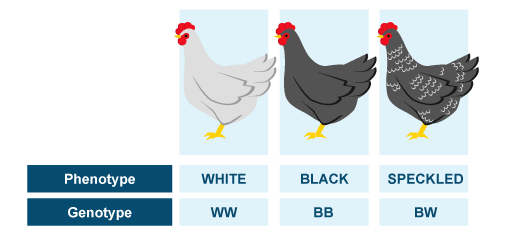 Phenotype WHITE BLACK SPECKLED
Genotype WW BB BW